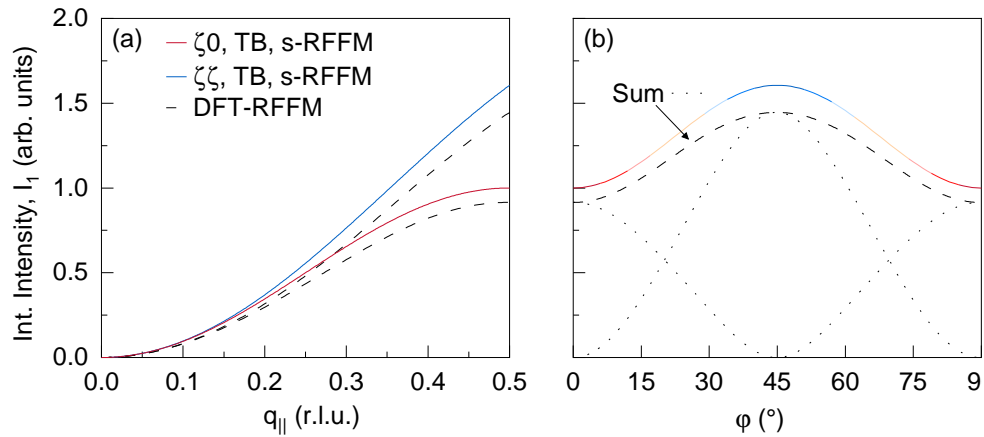 (a)
ζ0, TB, s-RFFM
ζζ, TB, s-RFFM
DFT-RFFM
2.0
1.5
1.0
0.5
0.0
Int. Intensity, I1 (arb. units)
0.0 0.1 0.2 0.3 0.4 0.5
q|| (r.l.u.)
(b)
Sum
0 15 30 45 60 75 9
φ (°)